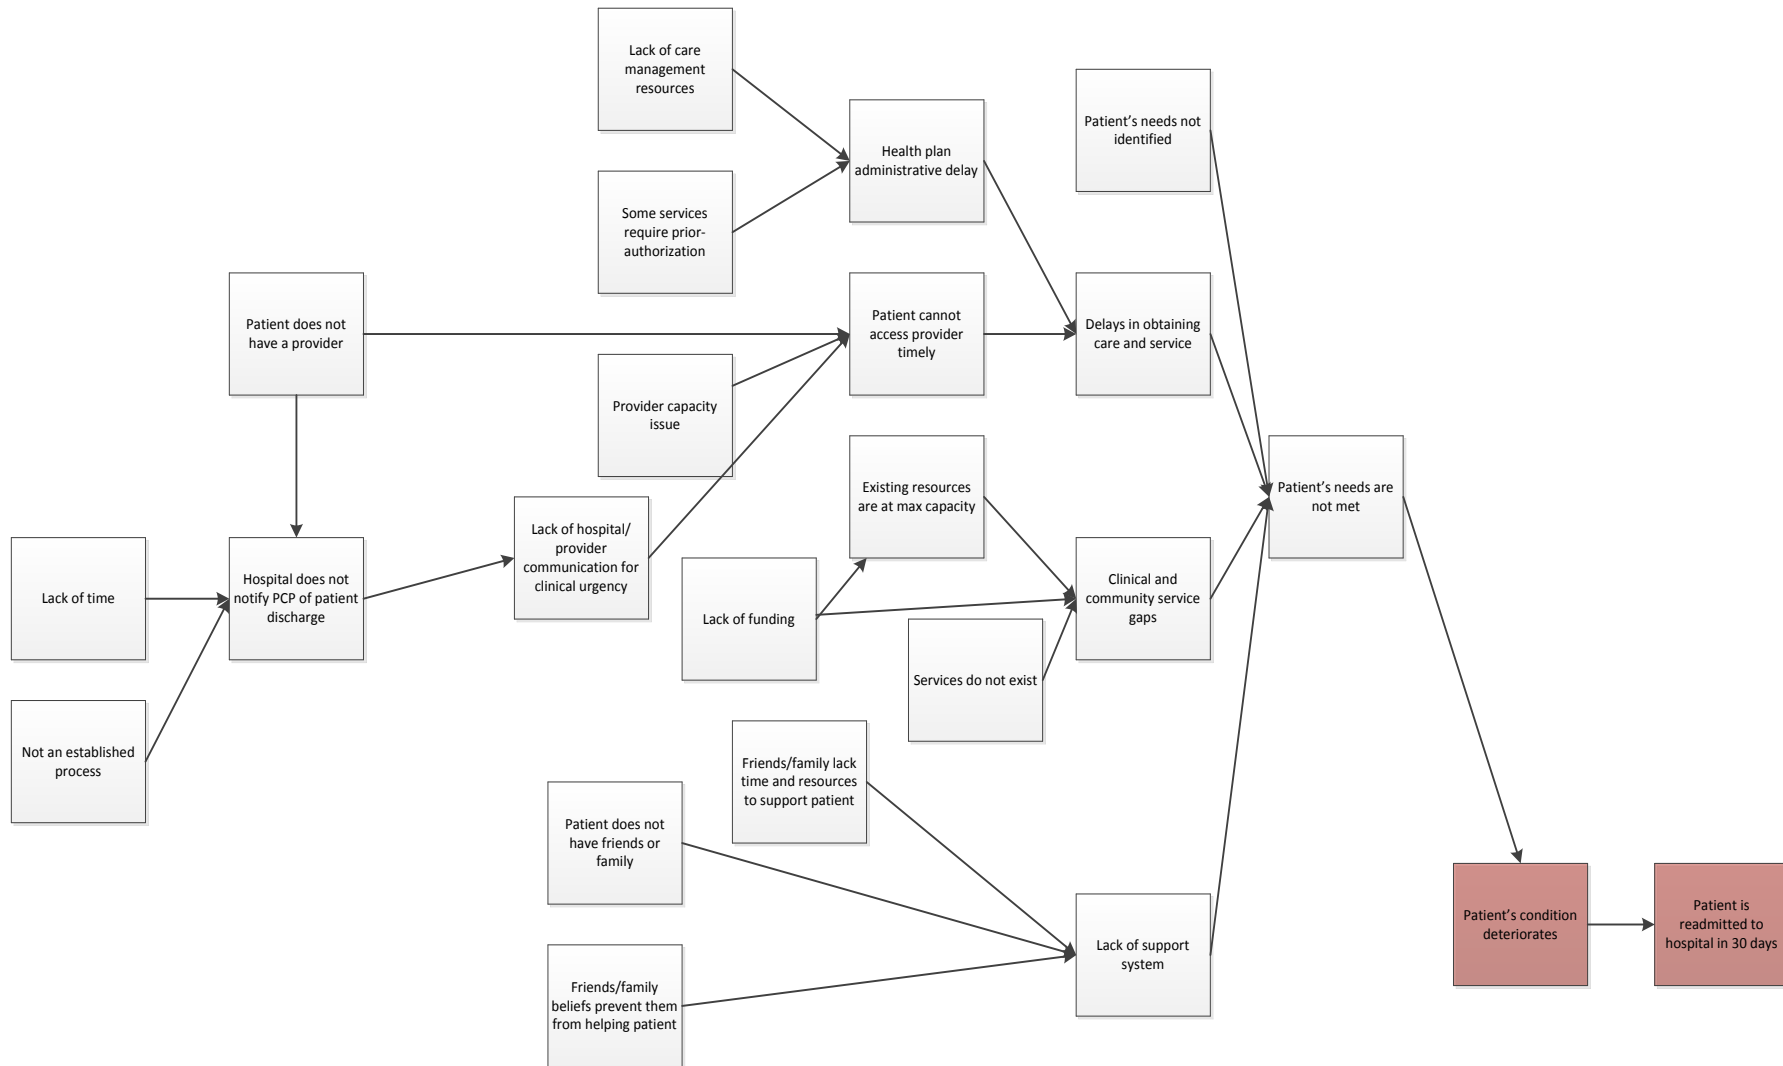 Lack of care
management
resources
Patient's needs not
identified
Health plan
administrative delay
Some services
require prior-
authorization
Patient does not
have a provider
Patient cannot
access provider
timely
Delays in obtaining
care and service
Provider capacity
issue
Existing resources
are at max capacity
Patient's needs are
not met
Lack of hospital/
provider
communication for
clinical urgency
Lack of time
Hospital does not
notify PCP of patient
discharge
Clinical and
community service
gaps
Lack of funding
Services do not exist
Not an established
process
Friends/family lack
time and resources
to support patient
Patient does not
have friends or
family
Patient's condition
deteriorates
Patient is
readmitted to
hospital in 30 days
Lack of support
system
Friends/family
beliefs prevent them
from helping patient